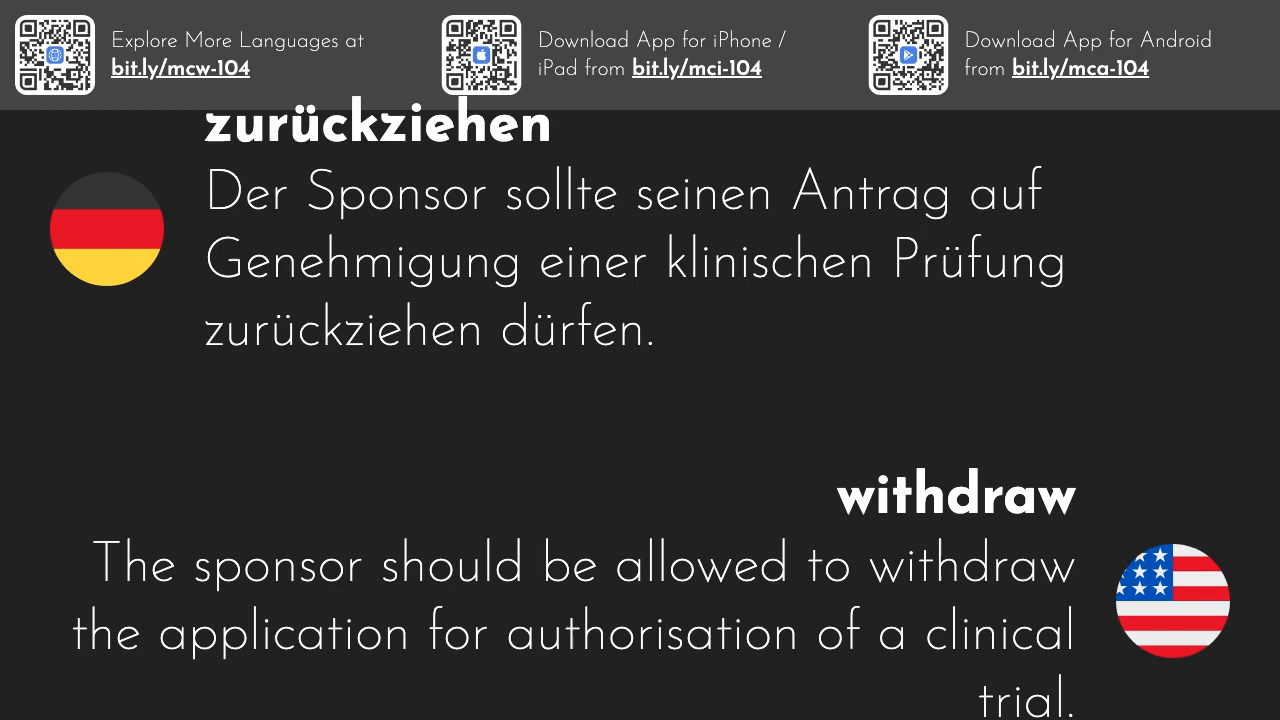 Explore More Languages at
bit.ly/mcw-104
Download App for iPhone /
iPad from bit.ly/mci-104
Download App for Android
from bit.ly/mca-104
zurückziehen
Der Sponsor sollte seinen Antrag auf
Genehmigung einer klinischen Prüfung
zurückziehen dürfen.
withdraw
The sponsor should be allowed to withdraw
the application for authorisation of a clinical
trial.